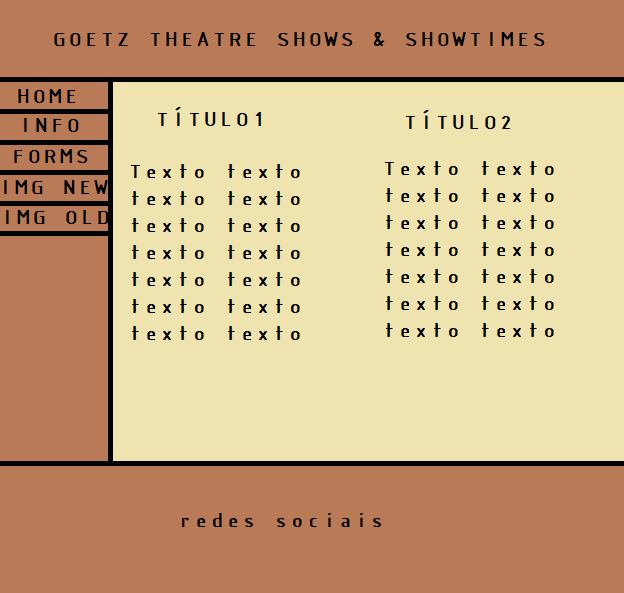 GOETZ THEATRE SHOWS & SHOWTIMES
HOME
INFO
FORMS
IMG NEW
IMG OLD
TÍTULO1
Texto texto
texto texto
texto texto
texto texto
texto texto
texto texto
texto texto
TÍTULO2
Texto texto
texto texto
texto texto
texto texto
texto texto
texto texto
texto texto
redes sociais